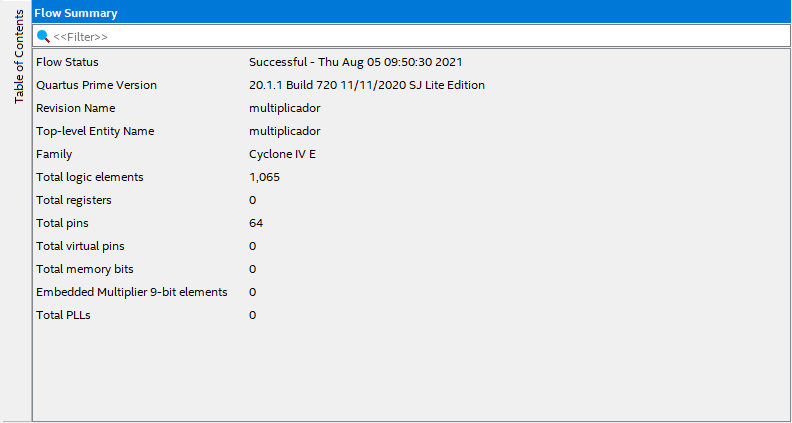 Table of Contents
Flow Summary
<<Filter>>
Flow Status Successful - Thu Aug 05 09:50:30 2021
Quartus Prime Version 20.1.1 Build 720 11/11/2020 SJ Lite Edition
Revision Name multiplicador
Top-level Entity Name multiplicador
Family Cyclone IV E
Total logic elements 1,065
Total registers 0
Total pins 64
Total virtual pins 0
Total memory bits 0
Embedded Multiplier 9-bit elements 0
Total PLLs 0